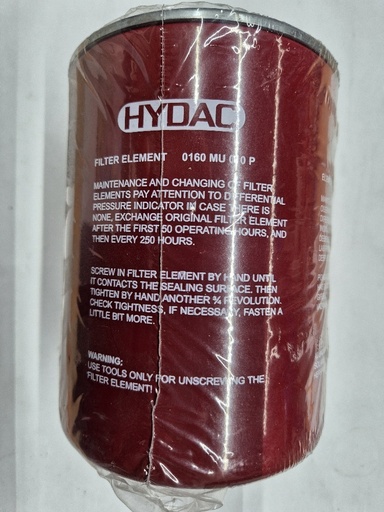 HYDAC
FILTER ELEMENT 0160 MU 010 P
MAINTENANCE AND CHANGING OF FILTER
ELEMENTS PAY ATTENTION TO DIFFERENTIAL
PRESSURE INDICATOR IN CASE THERE IS
NONE, EXCHANGE ORIGINAL FILTER ELEMENT
AFTER THE FIRST 50 OPERATING HOURS, AND
THEN EVERY 250 HOURS.
SCREW IN FILTER ELEMENT BY HAND UNTIL
IT CONTACTS THE SEALING SURFACE. THEN
TIGHTEN BY HAND ANOTHER ¾ REVOLUTION.
CHECK TIGHTNESS, IF NECESSARY, FASTEN A
LITTLE BIT MORE.
WARNING:
USE TOOLS ONLY FOR UNSCREWING THE
FILTER ELEMENT!